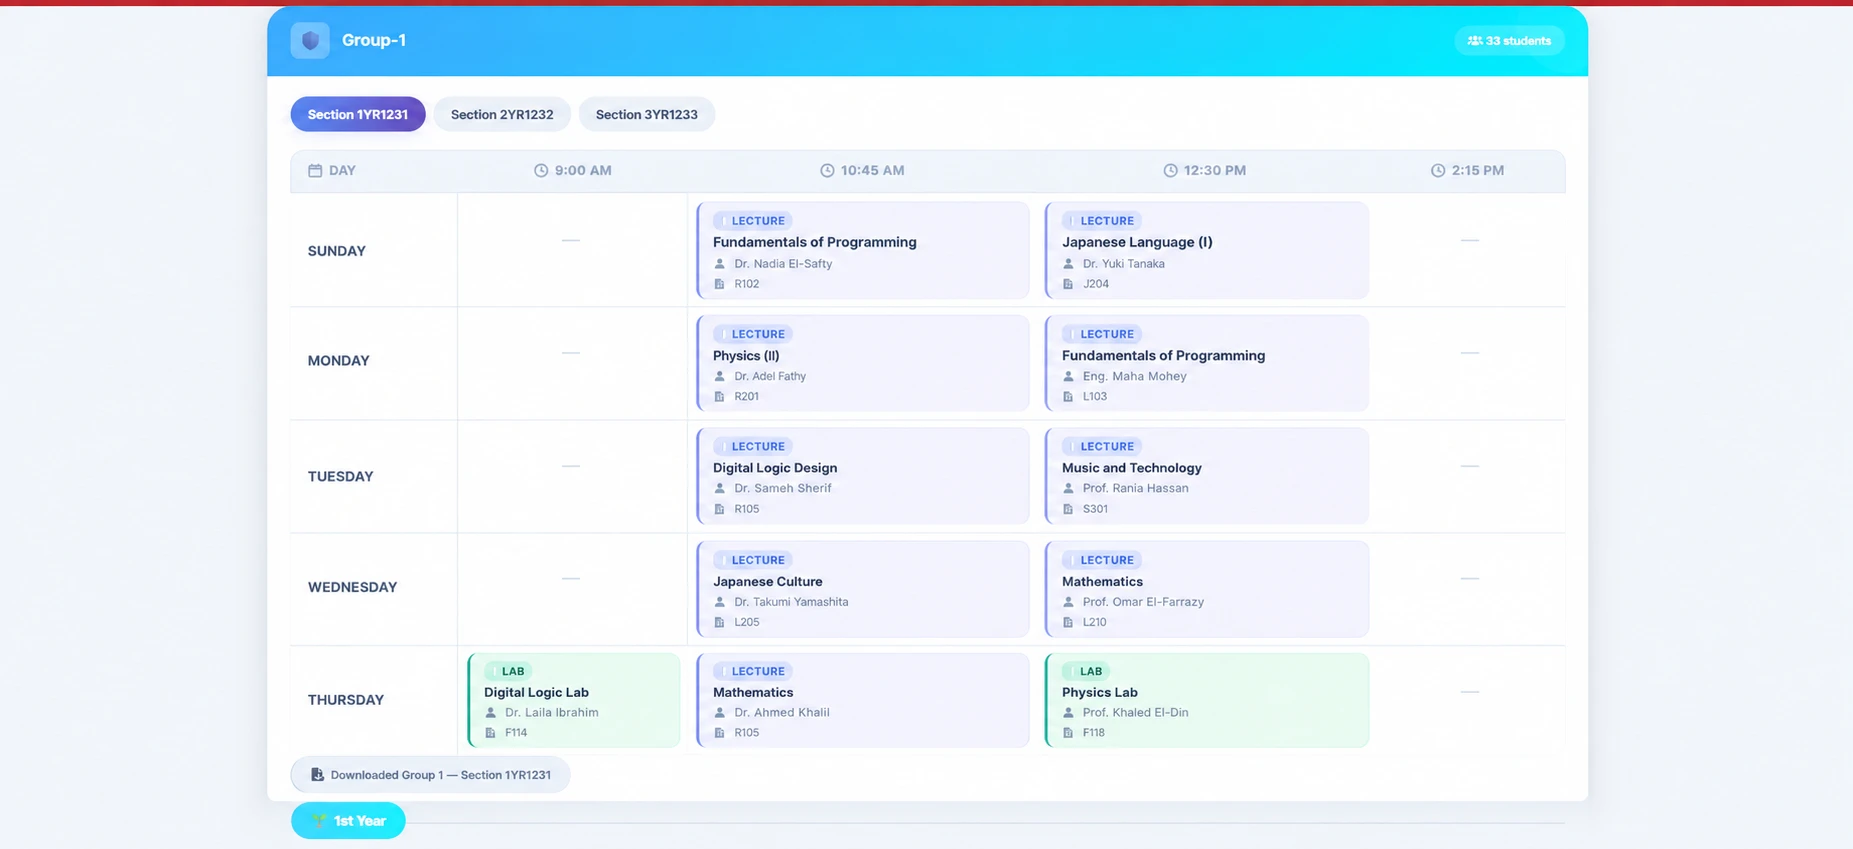 Group-1
33 students
Section 1YR1231
Section 2YR1232
Section 3YR1233
DAY
9:00 AM
10:45 AM
12:30 PM
2:15 PM
SUNDAY
—
LECTURE
Fundamentals of Programming
Dr. Nadia El-Safty
R102
LECTURE
Japanese Language (I)
Dr. Yuki Tanaka
J204
—
MONDAY
—
LECTURE
Physics (II)
Dr. Adel Fathy
R201
LECTURE
Fundamentals of Programming
Eng. Maha Mohey
L103
—
TUESDAY
—
LECTURE
Digital Logic Design
Dr. Sameh Sherif
R105
LECTURE
Music and Technology
Prof. Rania Hassan
S301
—
WEDNESDAY
—
LECTURE
Japanese Culture
Dr. Takumi Yamashita
L205
LECTURE
Mathematics
Prof. Omar El-Farrazy
L210
—
THURSDAY
LAB
Digital Logic Lab
Dr. Laila Ibrahim
F114
LECTURE
Mathematics
Dr. Ahmed Khalil
R105
LAB
Physics Lab
Prof. Khaled El-Din
F118
—
Downloaded Group 1 — Section 1YR1231
1st Year